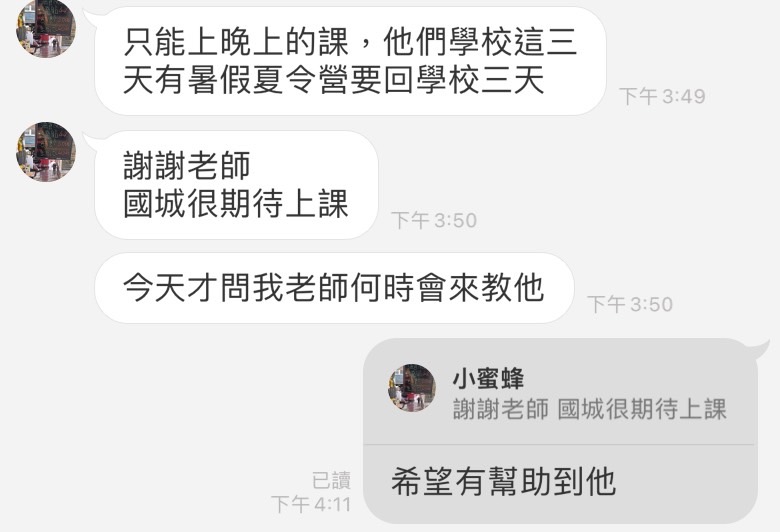 只能上晚上的課，他們學校這三
天有暑假夏令營要回學校三天
下午3:49
謝謝老師
國城很期待上課
下午3:50
今天才問我老師何時會來教他
下午3:50
小蜜蜂
謝謝老師 國城很期待上課
希望有幫助到他
已讀
下午4:11